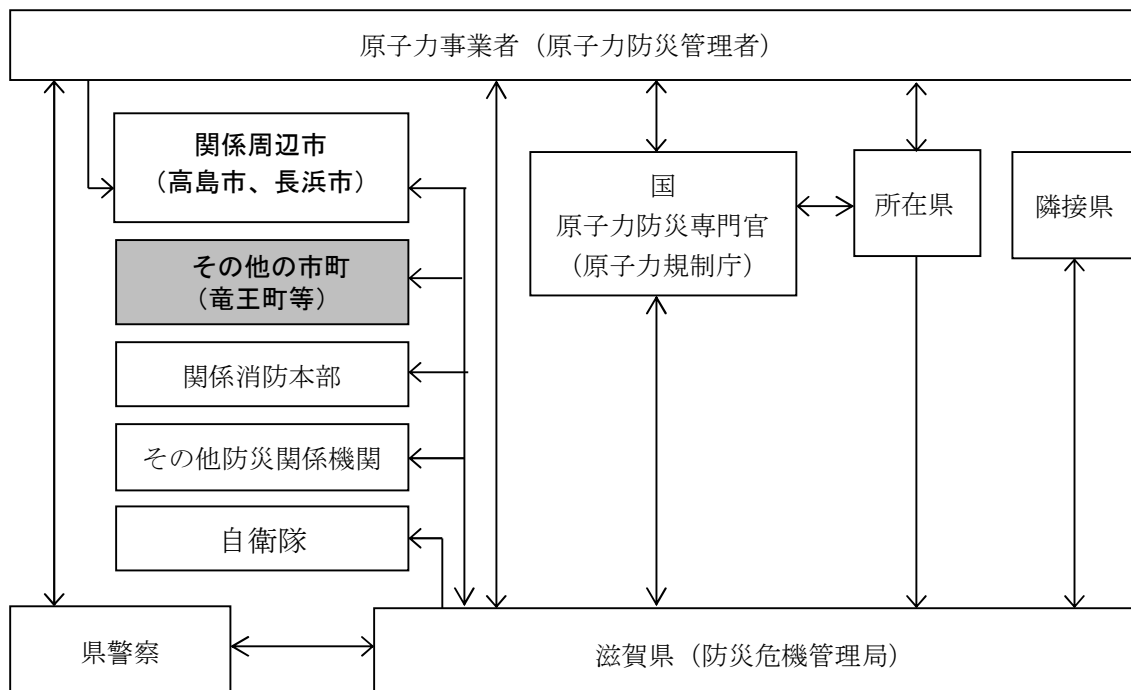 原子力事業者（原子力防災管理者）
関係周辺市
（高島市、長浜市）
国
原子力防災専門官
（原子力規制庁）
所在県
隣接県
その他の市町
（竜王町等）
関係消防本部
その他防災関係機関
自衛隊
県警察
滋賀県（防災危機管理局）